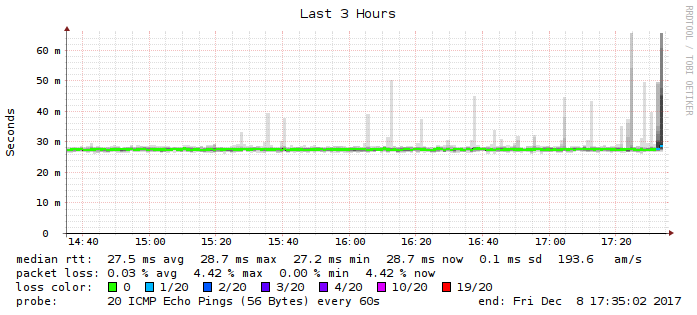 Last 3 Hours
RRDTOOL / TOBI OETIKER
Seconds
60 m
50 m
40 m
30 m
20 m
10 m
0
14:40 15:00 15:20 15:40 16:00 16:20 16:40 17:00 17:20
median rtt: 27.5 ms avg 28.7 ms max 27.2 ms min 28.7 ms now 0.1 ms sd 193.6 am/s
packet loss: 0.03 % avg 4.42 % max 0.00 % min 4.42 % now
loss color: 0 1/20 2/20 3/20 4/20 10/20 19/20
probe: 20 ICMP Echo Pings (56 Bytes) every 60s end: Fri Dec 8 17:35:02 2017